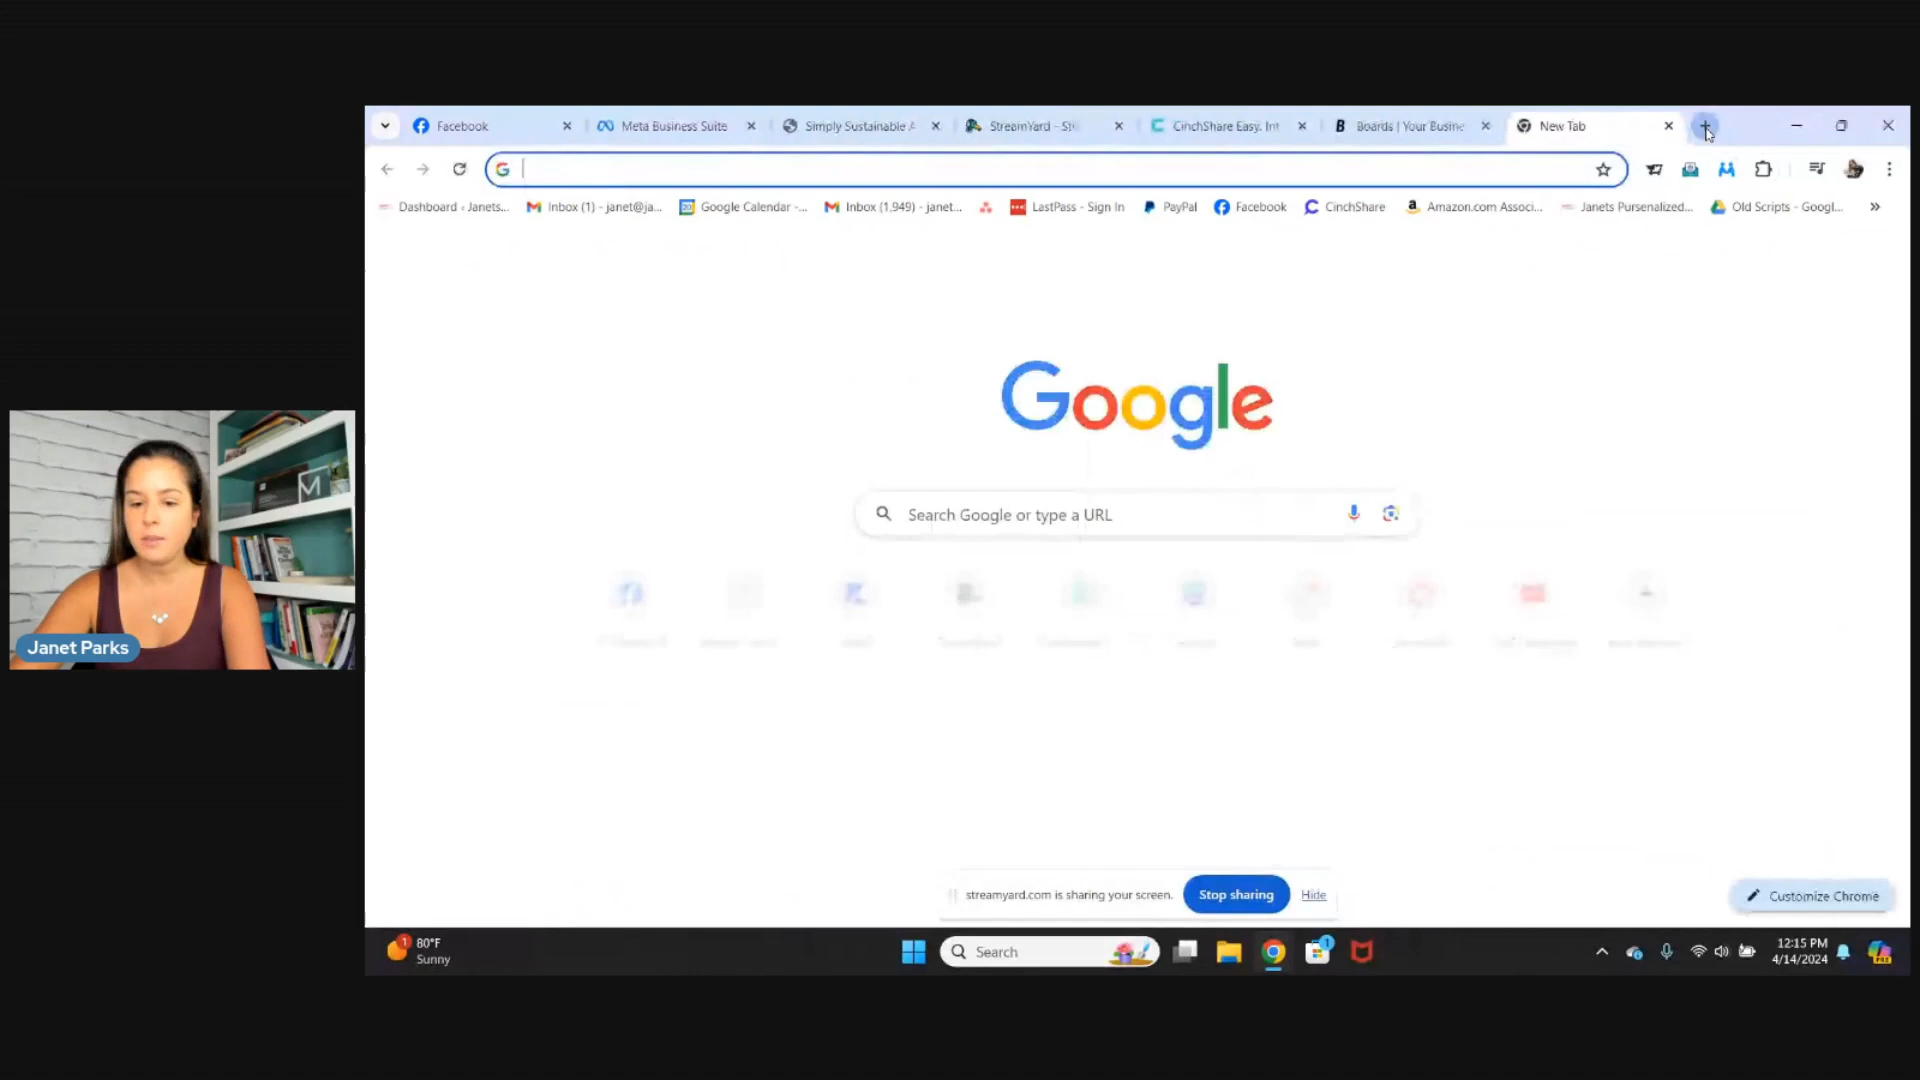 Facebook
Meta Business Suite
Simply Sustainable A
StreamYard - St
CinchShare Easy. Int
Boards | Your Busine
New Tab
Dashboard ‹ Janets...
Inbox (1) - janet@ja...
Google Calendar -...
Inbox (1,949) - janet...
LastPass - Sign In
PayPal
Facebook
CinchShare
Amazon.com Associ...
Janets Pursenalized...
Old Scripts - Googl...
»
Google
Search Google or type a URL
M
Janet Parks
streamyard.com is sharing your screen.
Stop sharing
Hide
Customize Chrome
1
80°F
Sunny
Search
1
12:15 PM
4/14/2024